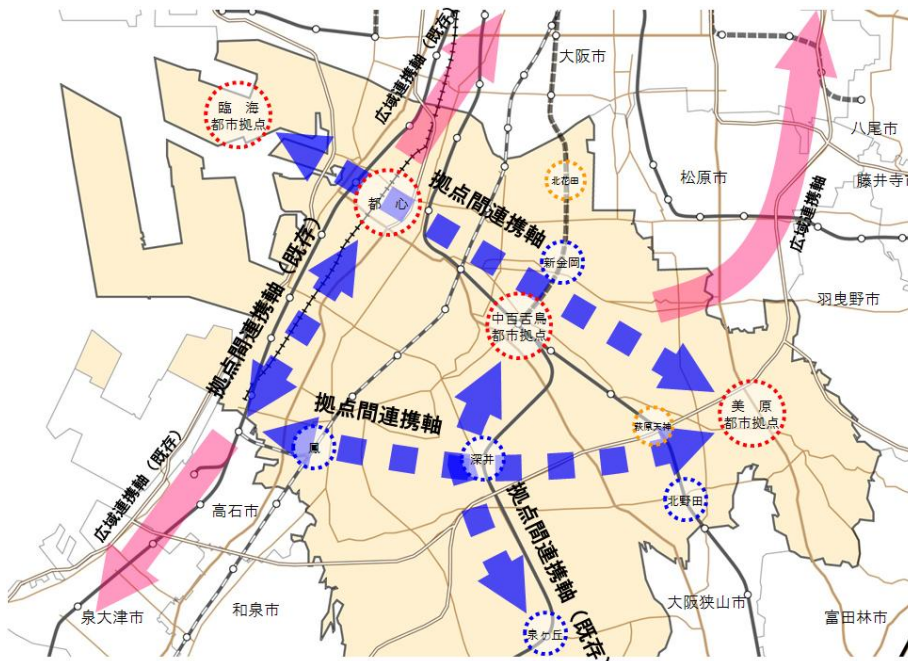 広域連携軸（既存）
大阪市
臨　海
都市拠点
八尾市
北花田
松原市
藤井寺市
都　心
拠点間連携軸
広域連携軸
新金岡
拠点間連携軸（既存）
羽曳野市
中百舌鳥
都市拠点
美　原
都市拠点
拠点間連携軸
萩原天神
鳳
深井
広域連携軸（既存）
拠点間連携軸（既存）
北野田
高石市
泉大津市
和泉市
大阪狭山市
富田林市
泉ヶ丘